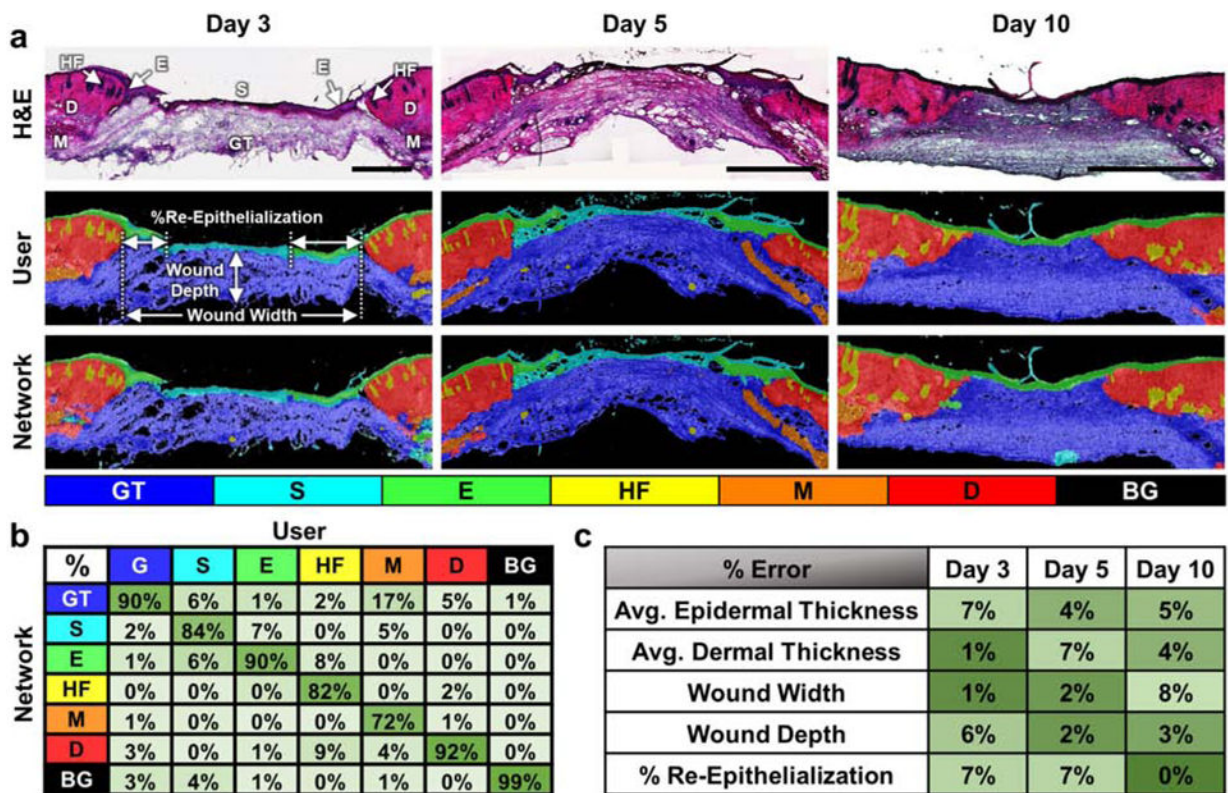 a
Day 3
Day 5
Day 10
H&E
HF
E
E
HF
S
D
D
M
GT
M
User
%Re-Epithelialization
Wound
Depth
Wound Width
Network
GT S E HF M D BG
b
User
% G S E HF M D BG
Network
GT 90% 6% 1% 2% 17% 5% 1%
S 2% 84% 7% 0% 5% 0% 0%
E 1% 6% 90% 8% 0% 0% 0%
HF 0% 0% 0% 82% 0% 2% 0%
M 1% 0% 0% 0% 72% 1% 0%
D 3% 0% 1% 9% 4% 92% 0%
BG 3% 4% 1% 0% 1% 0% 99%
c
% Error Day 3 Day 5 Day 10
Avg. Epidermal Thickness 7% 4% 5%
Avg. Dermal Thickness 1% 7% 4%
Wound Width 1% 2% 8%
Wound Depth 6% 2% 3%
% Re-Epithelialization 7% 7% 0%